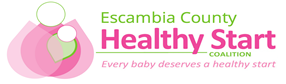 Escambia County
Healthy Start
COALITION
Every baby deserves a healthy start